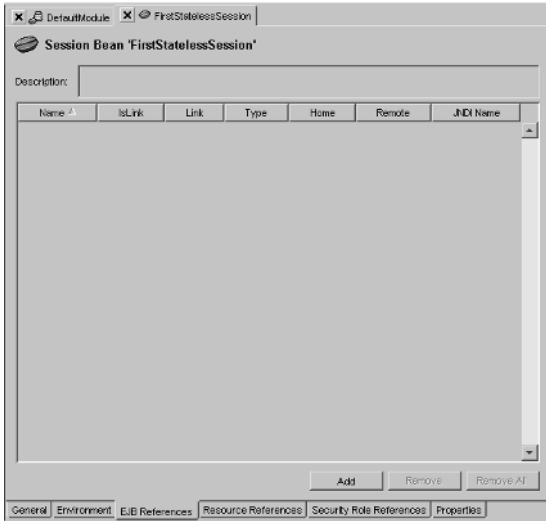 DefaultModule FirstStatelessSession
Session Bean 'FirstStatelessSession'
Description:
Name IsLink Link Type Home Remote JNDI Name
Add Remove Remove All
General Environment EJB References Resource References Security Role References Properties